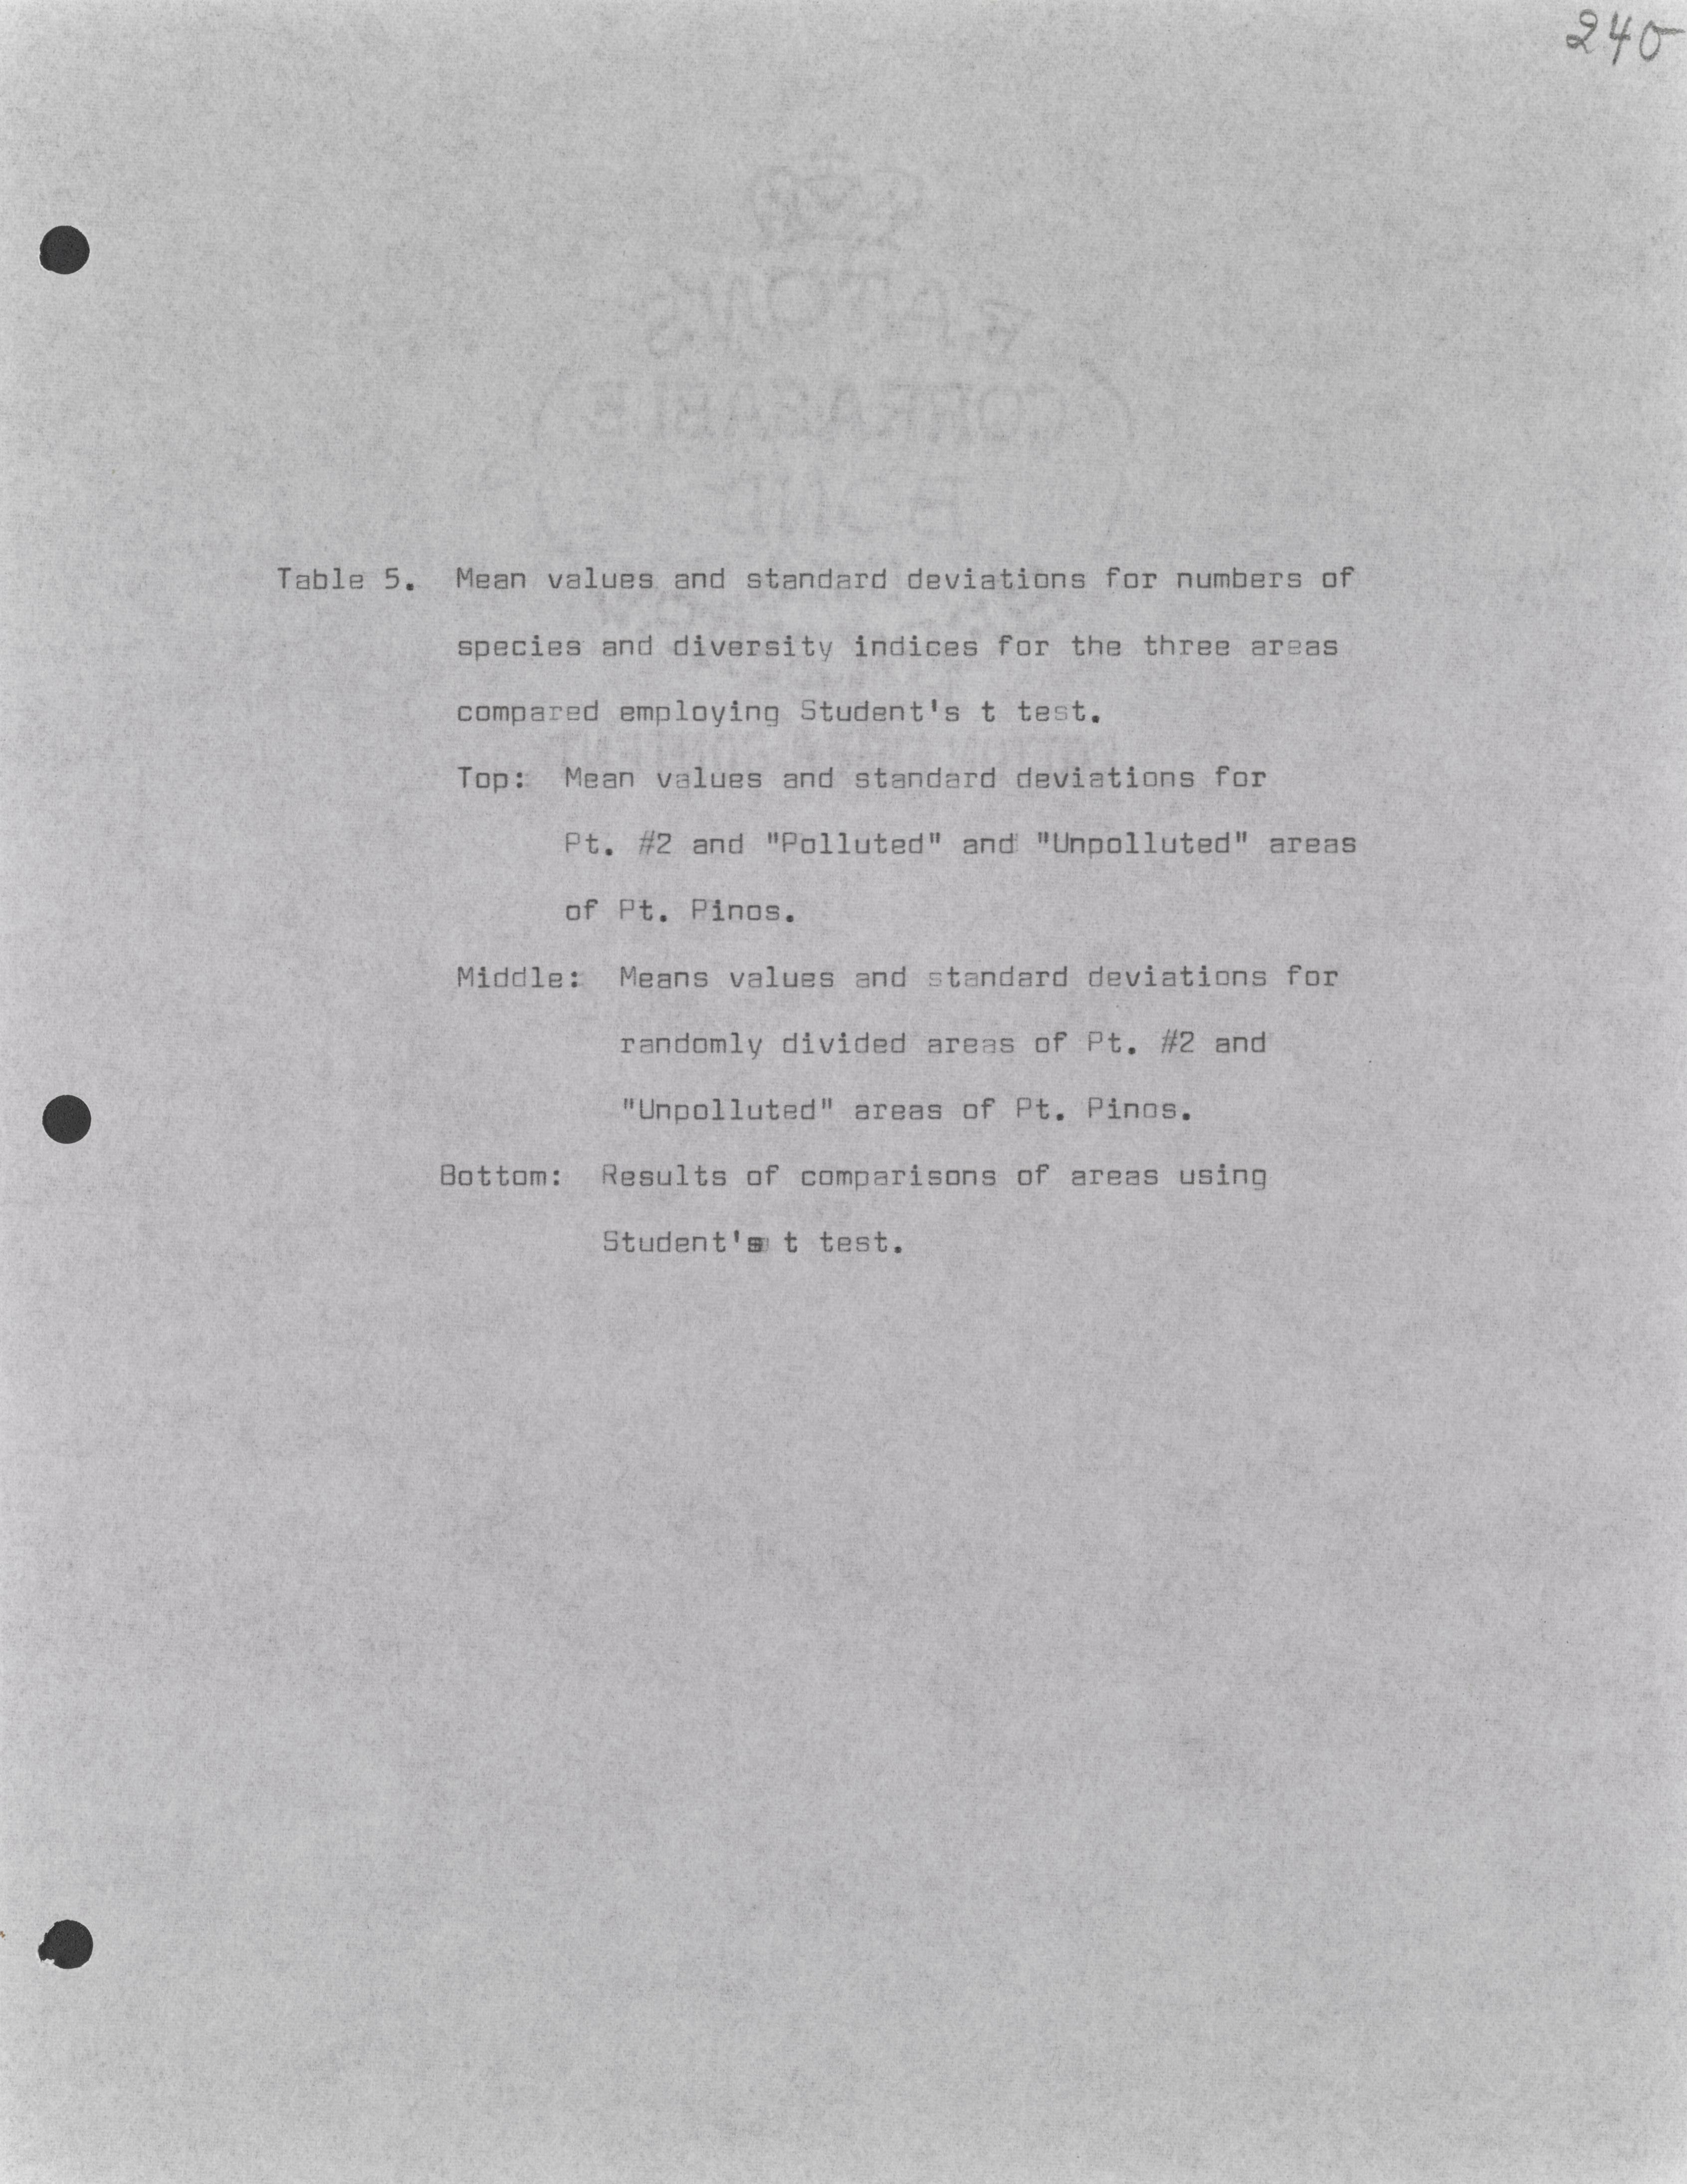 240
Table 5. Mean values and standard deviations for numbers of
species and diversity indices for the three areas
compared employing Student's t test.
Top: Mean values and standard deviations for
Pt. #2 and "Polluted" and "Unpolluted" areas
of Pt. Pinos.
Middle: Means values and standard deviations for
randomly divided areas of Pt. #2 and
"Unpolluted" areas of Pt. Pinos.
Bottom: Results of comparisons of areas using
Student's t test.